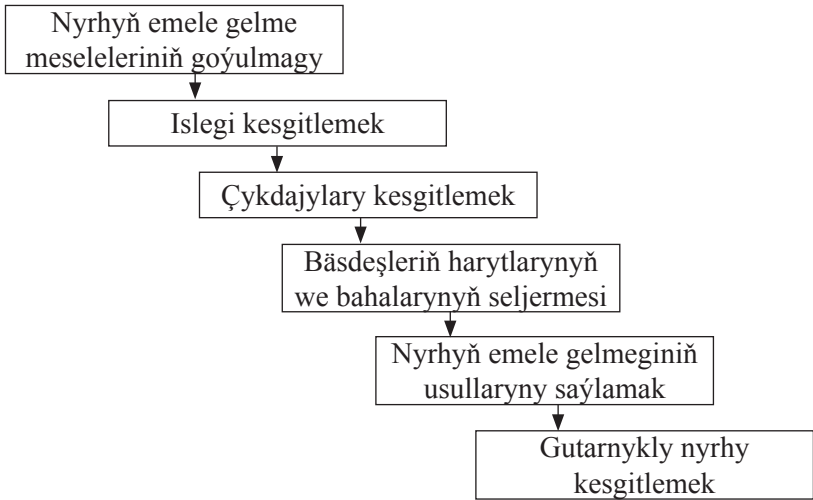 Nyrhyň emele gelme
meseleleriniň goýulmagy
Islegi kesgitlemek
Çykdajylary kesgitlemek
Bäsdeşleriň harytlarynyň
we bahalarynyň seljermesi
Nyrhyň emele gelmeginiň
usullaryny saýlamak
Gutarnykly nyrhy
kesgitlemek